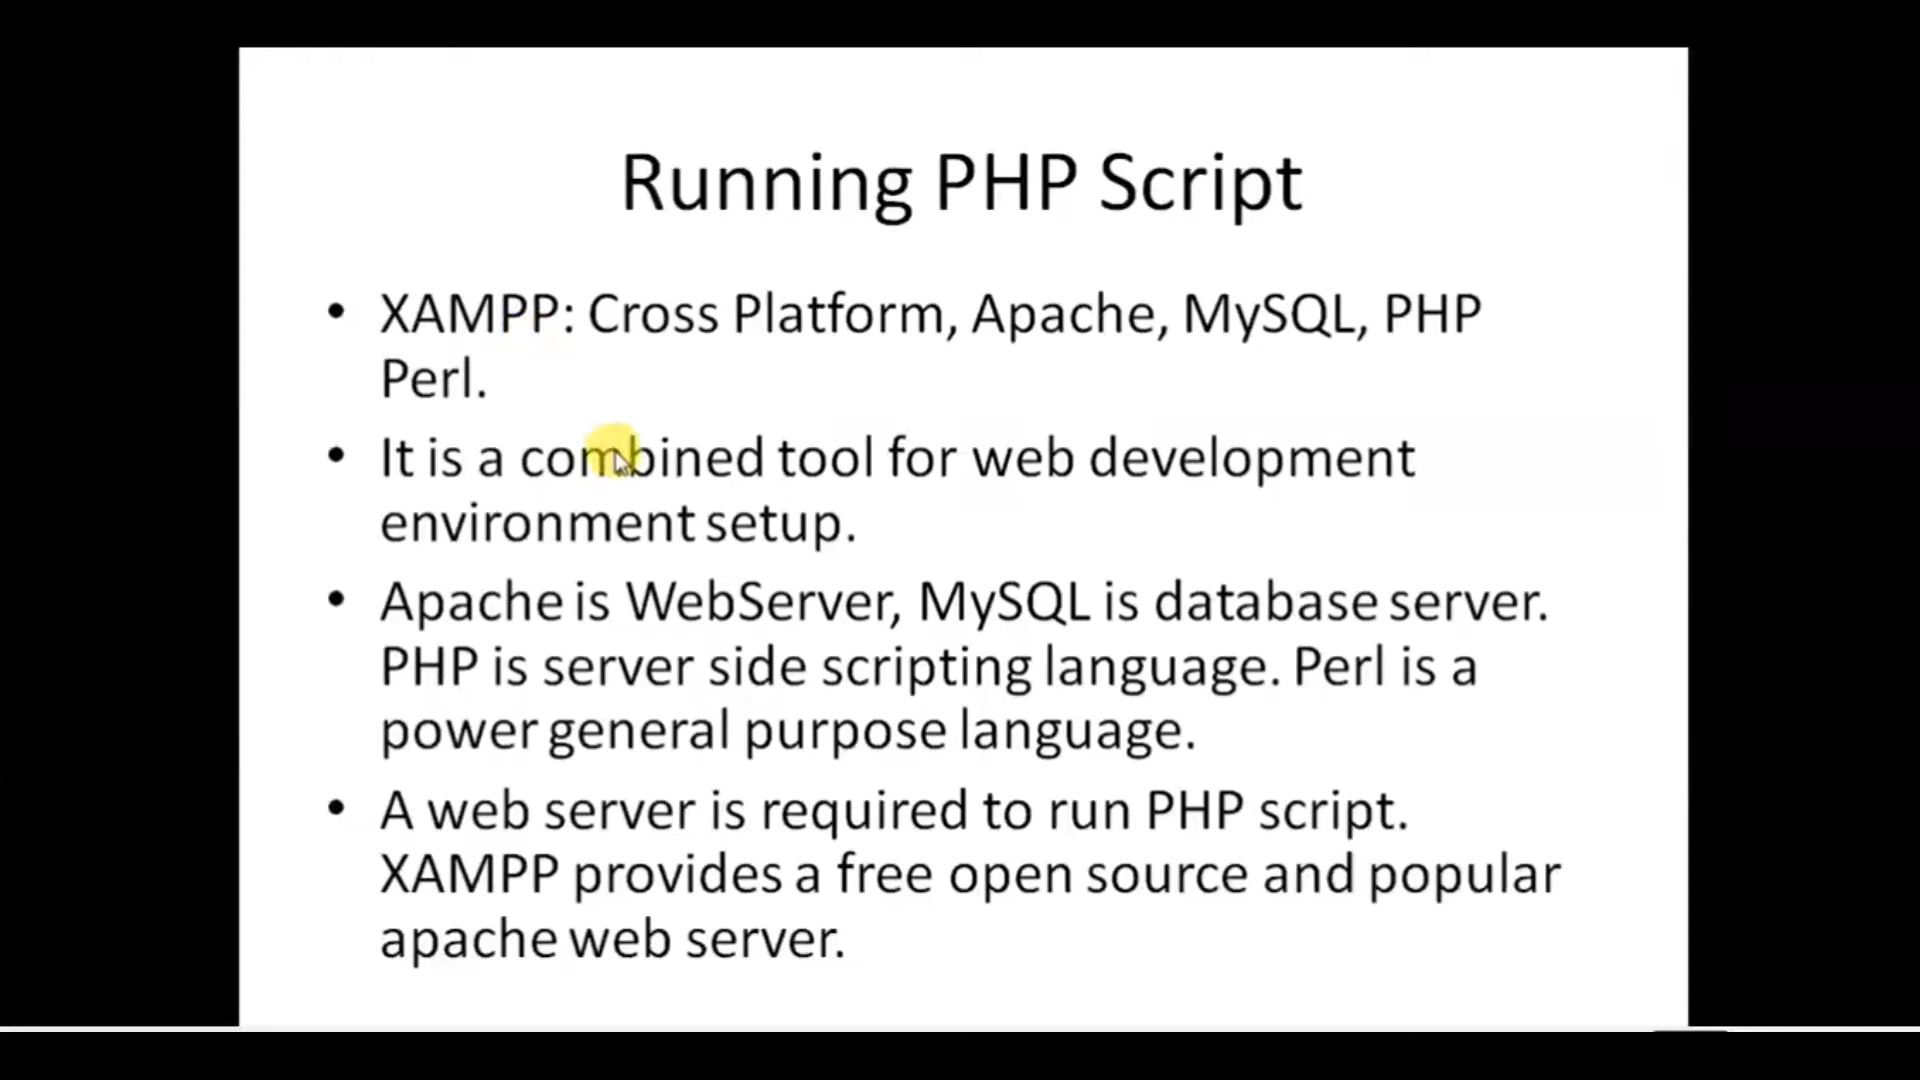 Running PHP Script
• XAMPP: Cross Platform, Apache, MySQL, PHP
Perl.
• It is a combined tool for web development
environment setup.
• Apache is WebServer, MySQL is database server.
PHP is server side scripting language. Perl is a
power general purpose language.
• A web server is required to run PHP script.
XAMPP provides a free open source and popular
apache web server.